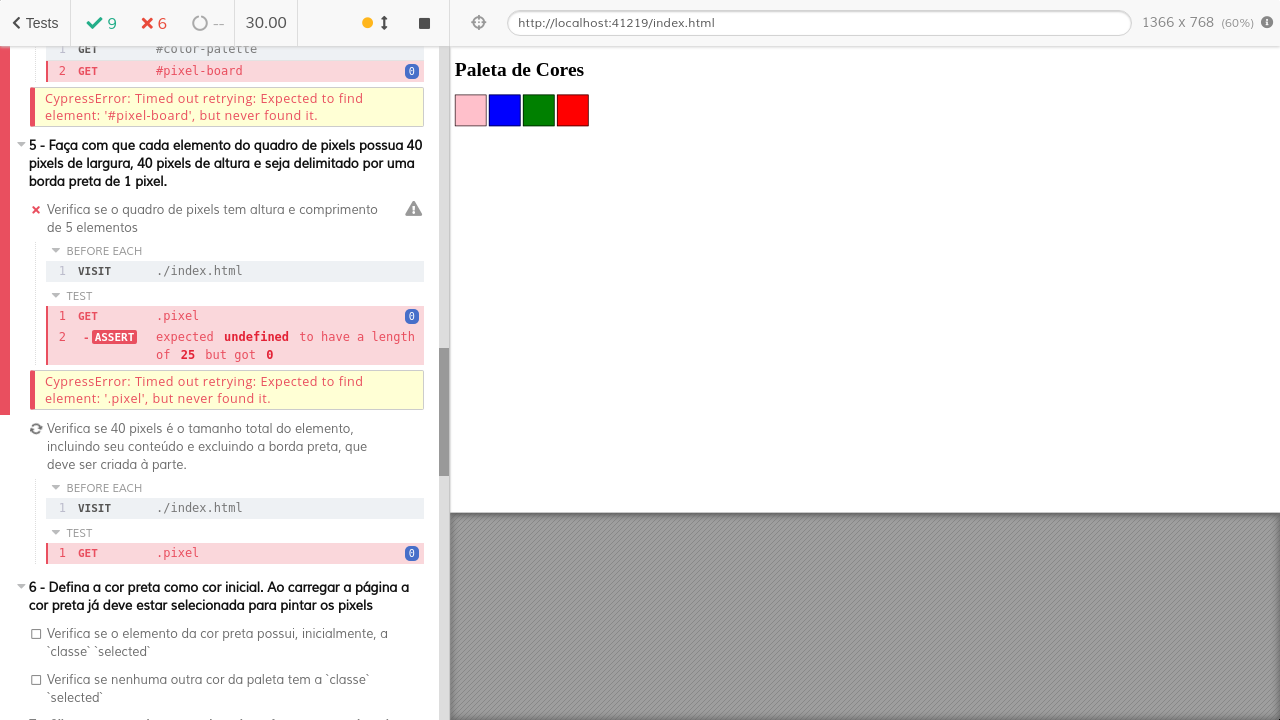 Tests
9
6
--
30.00
http://localhost:41219/index.html
1366 x 768 (60%)
1 GET #color-palette
2 GET #pixel-board 0
CypressError: Timed out retrying: Expected to find
element: '#pixel-board', but never found it.
5 - Faça com que cada elemento do quadro de pixels possua 40
pixels de largura, 40 pixels de altura e seja delimitado por uma
borda preta de 1 pixel.
Verifica se o quadro de pixels tem altura e comprimento
de 5 elementos
BEFORE EACH
1 VISIT ./index.html
TEST
1 GET .pixel 0
2 -ASSERT expected undefined to have a length
of 25 but got 0
CypressError: Timed out retrying: Expected to find
element: '.pixel', but never found it.
Verifica se 40 pixels é o tamanho total do elemento,
incluindo seu conteúdo e excluindo a borda preta, que
deve ser criada à parte.
BEFORE EACH
1 VISIT ./index.html
TEST
1 GET .pixel 0
6 - Defina a cor preta como cor inicial. Ao carregar a página a
cor preta já deve estar selecionada para pintar os pixels
Verifica se o elemento da cor preta possui, inicialmente, a
`classe` `selected`
Verifica se nenhuma outra cor da paleta tem a `classe`
`selected`
Paleta de Cores